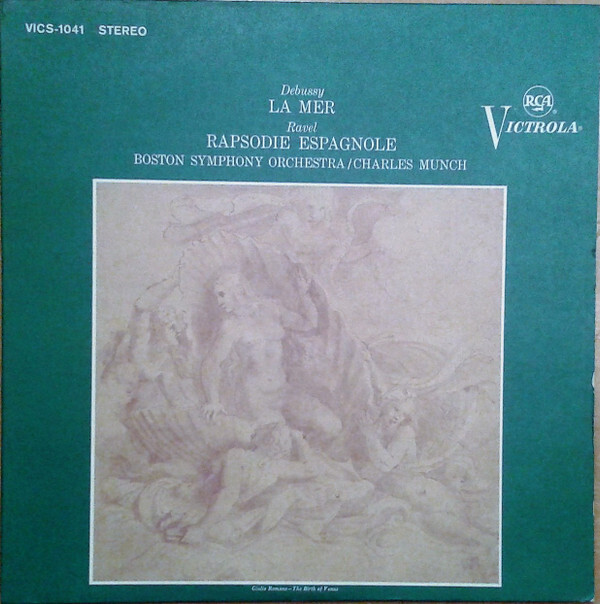 VICS-1041 STEREO
Debussy
LA MER
Ravel
RAPSODIE ESPAGNOLE
BOSTON SYMPHONY ORCHESTRA/CHARLES MUNCH
RCA
VICTROLA®
Giulio Romano—The Birth of Venus